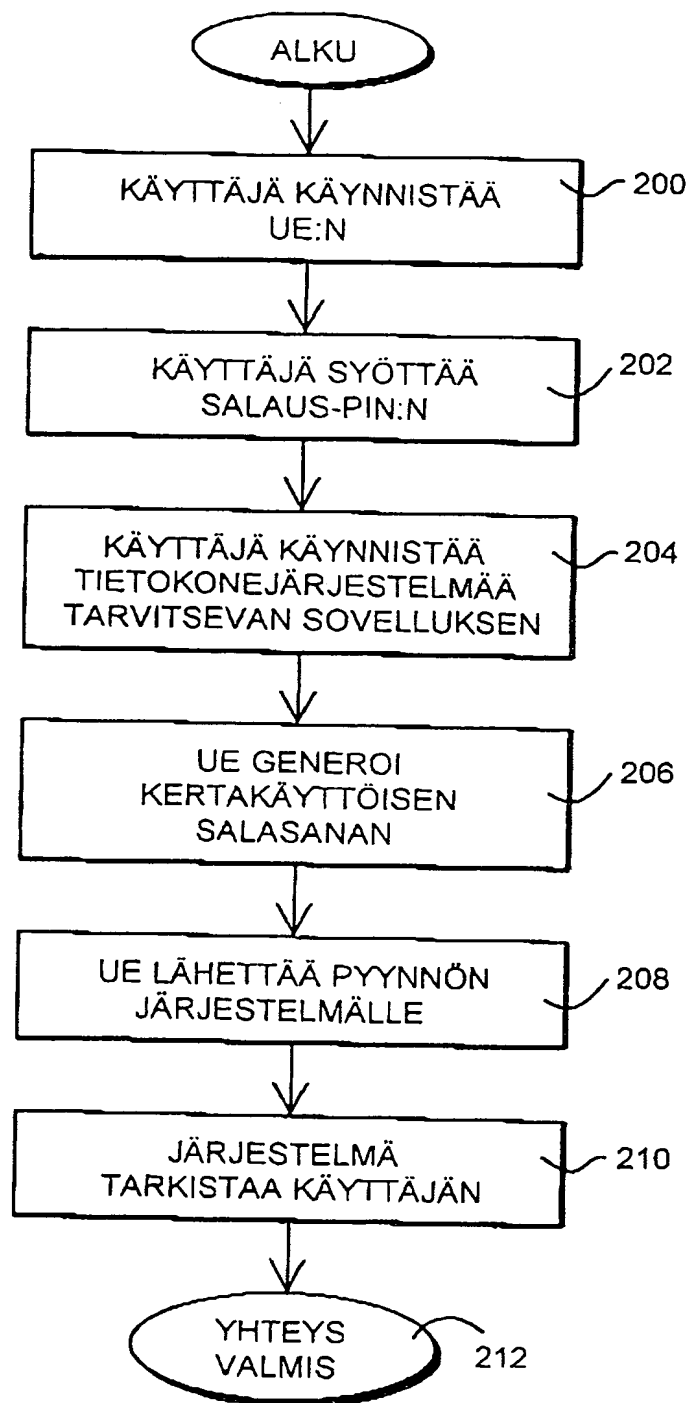 ALKU
KÄYTTÄJÄ KÄYNNISTÄÄ
UE:N
200
KÄYTTÄJÄ SYÖTTÄÄ
SALAUS-PIN:N
202
KÄYTTÄJÄ KÄYNNISTÄÄ
TIETOKONEJÄRJESTELMÄÄ
TARVITSEVAN SOVELLUKSEN
204
UE GENEROI
KERTAKÄYTTÖISEN
SALASANAN
206
UE LÄHETTÄÄ PYYNNÖN
JÄRJESTELMÄLLE
208
JÄRJESTELMÄ
TARKISTAA KÄYTTÄJÄN
210
YHTEYS
VALMIS
212